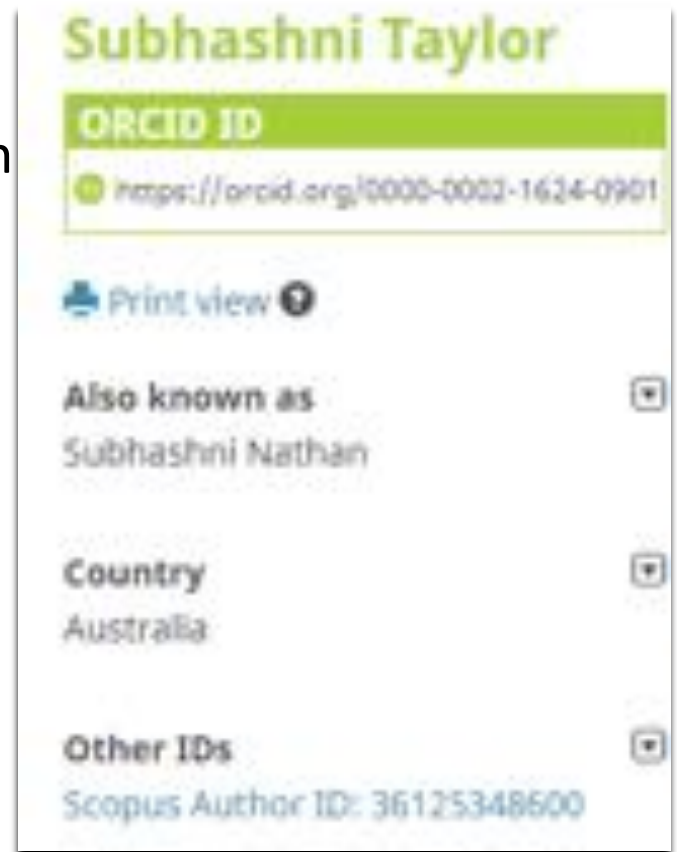 Subhashni Taylor
ORCID ID
https://orcid.org/0000-0002-1624-0901
Print view ?
Also known as
Subhashni Nathan
Country
Australia
Other IDs
Scopus Author ID: 36125348600